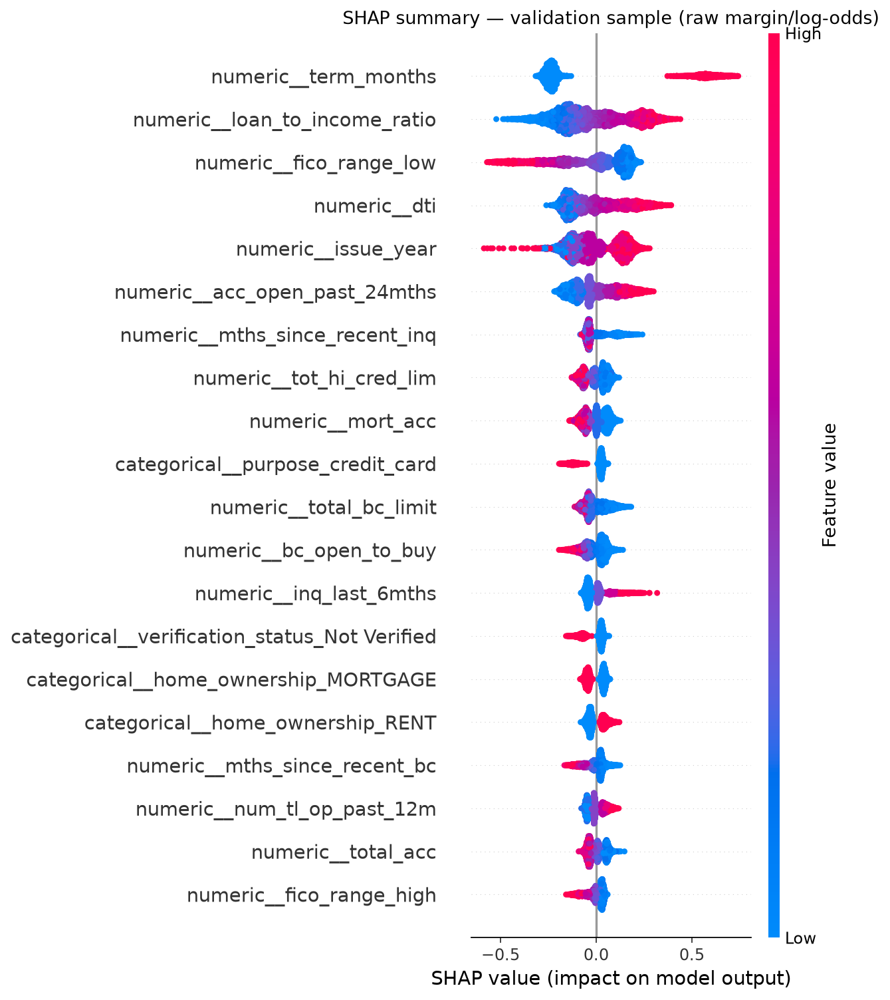 SHAP summary — validation sample (raw margin/log-odds)
High
numeric__term_months
numeric__loan_to_income_ratio
numeric__fico_range_low
numeric__dti
numeric__issue_year
numeric__acc_open_past_24mths
numeric__mths_since_recent_inq
numeric__tot_hi_cred_lim
numeric__mort_acc
categorical__purpose_credit_card
numeric__total_bc_limit
numeric__bc_open_to_buy
numeric__inq_last_6mths
categorical__verification_status_Not Verified
categorical__home_ownership_MORTGAGE
categorical__home_ownership_RENT
numeric__mths_since_recent_bc
numeric__num_tl_op_past_12m
numeric__total_acc
numeric__fico_range_high
Feature value
Low
−0.5 0.0 0.5
SHAP value (impact on model output)